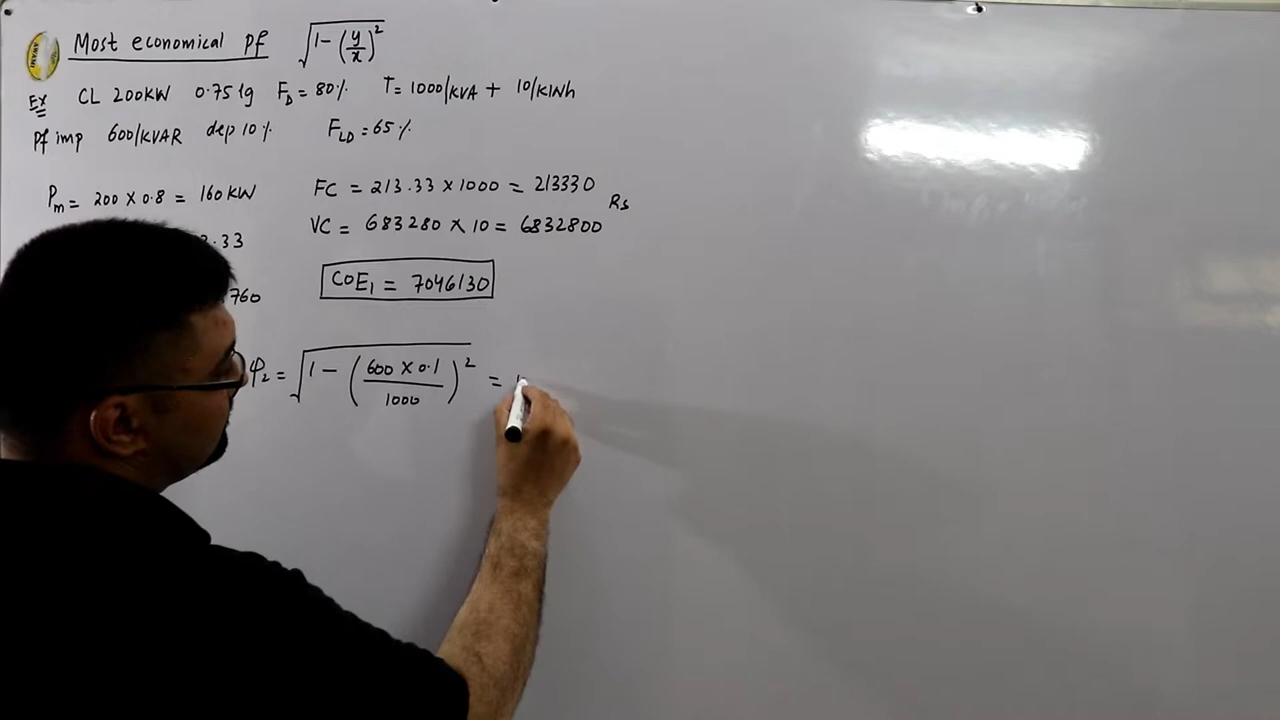 Most economical pf √1-(y/x)²
Ex CL 200KW 0.75 lg F_D = 80% T = 1000/KVA + 10/KWh
Pf imp 600/KVAR dep 10% F_LD = 65%
P_m = 200 × 0.8 = 160 KW FC = 213.33 × 1000 = 213330
Rs
.33 VC = 683280 × 10 = 6832800
760 COE₁ = 7046130
φ₂ = √1 - (600 × 0.1 / 1000)² =